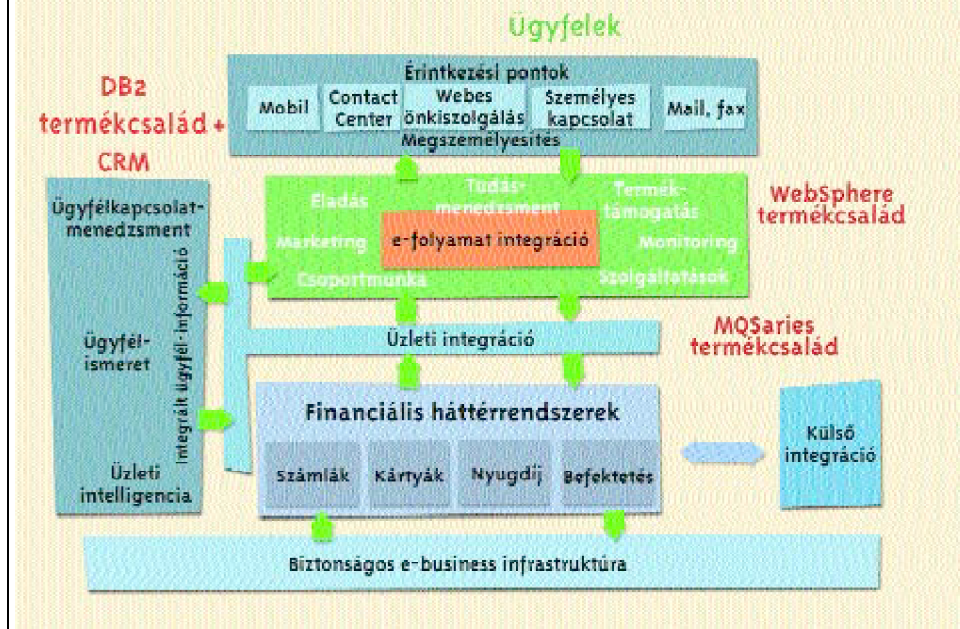 Ügyfelek
Érintkezési pontok
Mobil
Contact
Center
Webes
önkiszolgálás
Személyes
kapcsolat
Mail, fax
Megszemélyesítés
DB2
termékcsalád +
CRM
Ügyfélkapcsolat-
menedzsment
Ügyfél-
ismeret
Üzleti
intelligencia
Integrált ügyfél-információ
Eladás
Tudás-
menedzsment
Termék-
támogatás
Marketing
e-folyamat integráció
Monitoring
Csoportmunka
Szolgáltatások
WebSphere
termékcsalád
Üzleti integráció
MQSaries
termékcsalád
Financiális háttérrendszerek
Számlák
Kártyák
Nyugdíj
Befektetés
Külső
integráció
Biztonságos e-business infrastruktúra